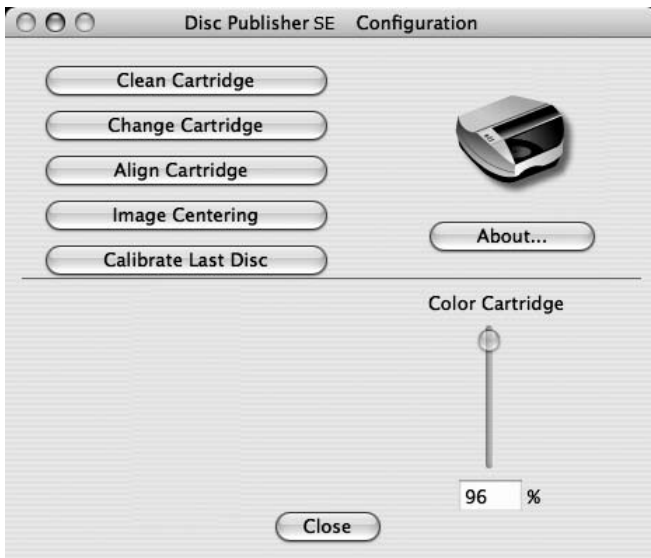 Disc Publisher SE Configuration
Clean Cartridge
Change Cartridge
Align Cartridge
Image Centering
Calibrate Last Disc
About...
Color Cartridge
96 %
Close